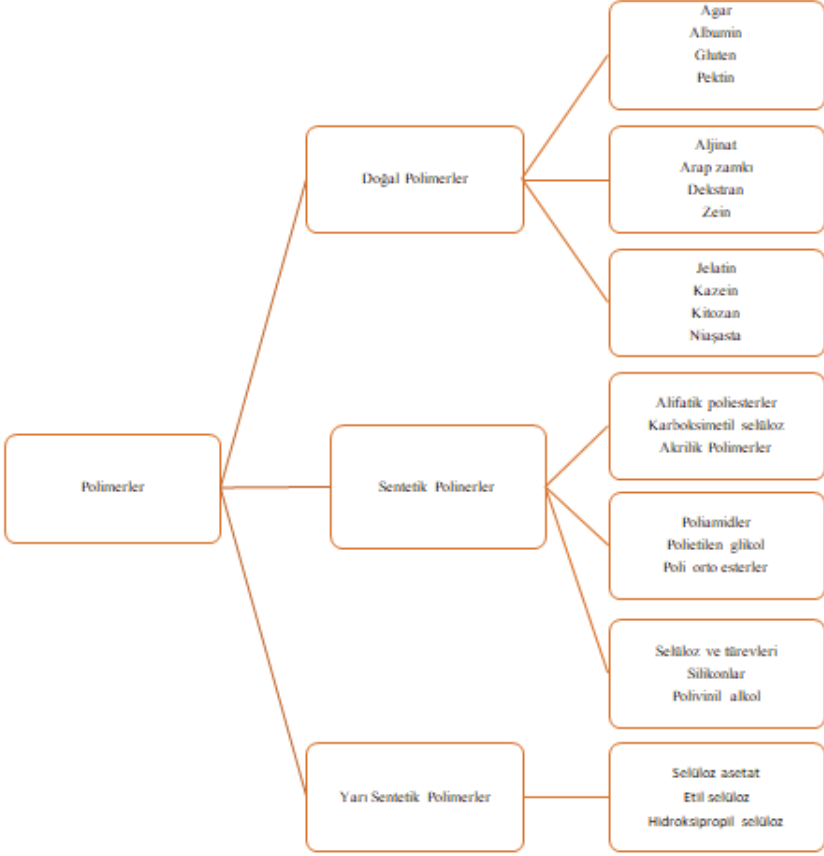 Polimerler
Doğal Polimerler
Agar
Albumin
Gluten
Pektin
Aljinat
Arap zamkı
Dekstran
Zein
Jelatin
Kazein
Kitozan
Niaşasta
Sentetik Polinerler
Alifatik poliesterler
Karboksimetil selüloz
Akrilik Polimerler
Poliamidler
Polietilen glikol
Poli orto esterler
Selüloz ve türevleri
Silikonlar
Polivinil alkol
Yarı Sentetik Polimerler
Selüloz asetat
Etil selüloz
Hidroksipropil selüloz